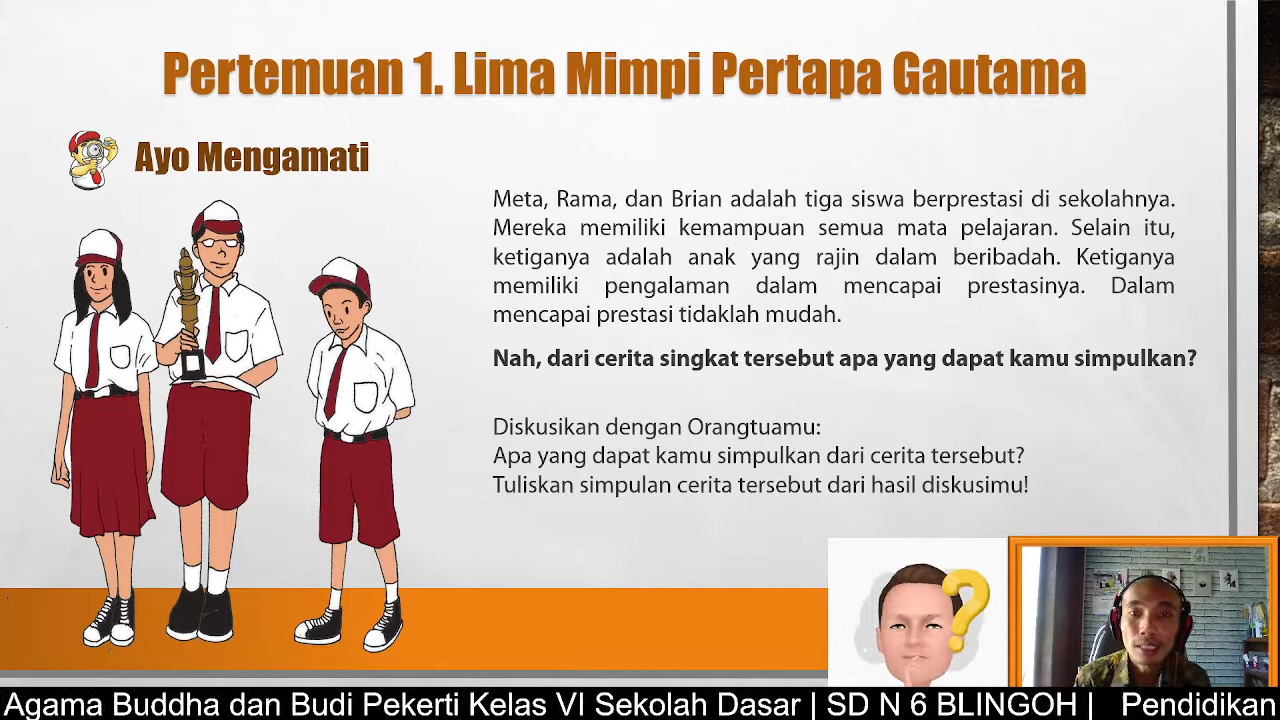 Pertemuan 1. Lima Mimpi Pertapa Gautama
Ayo Mengamati
Meta, Rama, dan Brian adalah tiga siswa berprestasi di sekolahnya.
Mereka memiliki kemampuan semua mata pelajaran. Selain itu,
ketiganya adalah anak yang rajin dalam beribadah. Ketiganya
memiliki pengalaman dalam mencapai prestasinya. Dalam
mencapai prestasi tidaklah mudah.
Nah, dari cerita singkat tersebut apa yang dapat kamu simpulkan?
Diskusikan dengan Orangtuamu:
Apa yang dapat kamu simpulkan dari cerita tersebut?
Tuliskan simpulan cerita tersebut dari hasil diskusimu!
Agama Buddha dan Budi Pekerti Kelas VI Sekolah Dasar | SD N 6 BLINGOH | Pendidikan